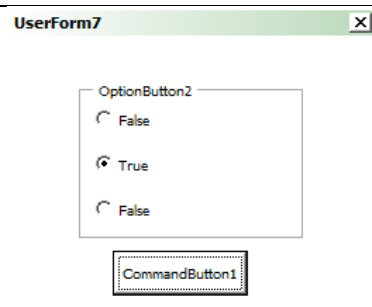 UserForm7
OptionButton2
False
True
False
CommandButton1